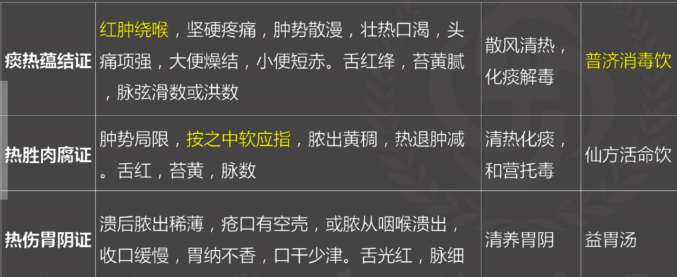 红肿绕喉，坚硬疼痛，肿势散漫，壮热口渴，头
痰热蕴结证 痛项强，大便燥结，小便短赤。舌红绛，苔黄腻 散风清热， 普济消毒饮
，脉弦滑数或洪数 化痰解毒
热胜肉腐证 肿势局限，按之中软应指，脓出黄稠，热退肿减 清热化痰， 仙方活命饮
。舌红，苔黄，脉数 和营托毒
溃后脓出稀薄，疮口有空壳，或脓从咽喉溃出，
热伤胃阴证 收口缓慢，胃纳不香，口干少津。舌光红，脉细 清养胃阴 益胃汤